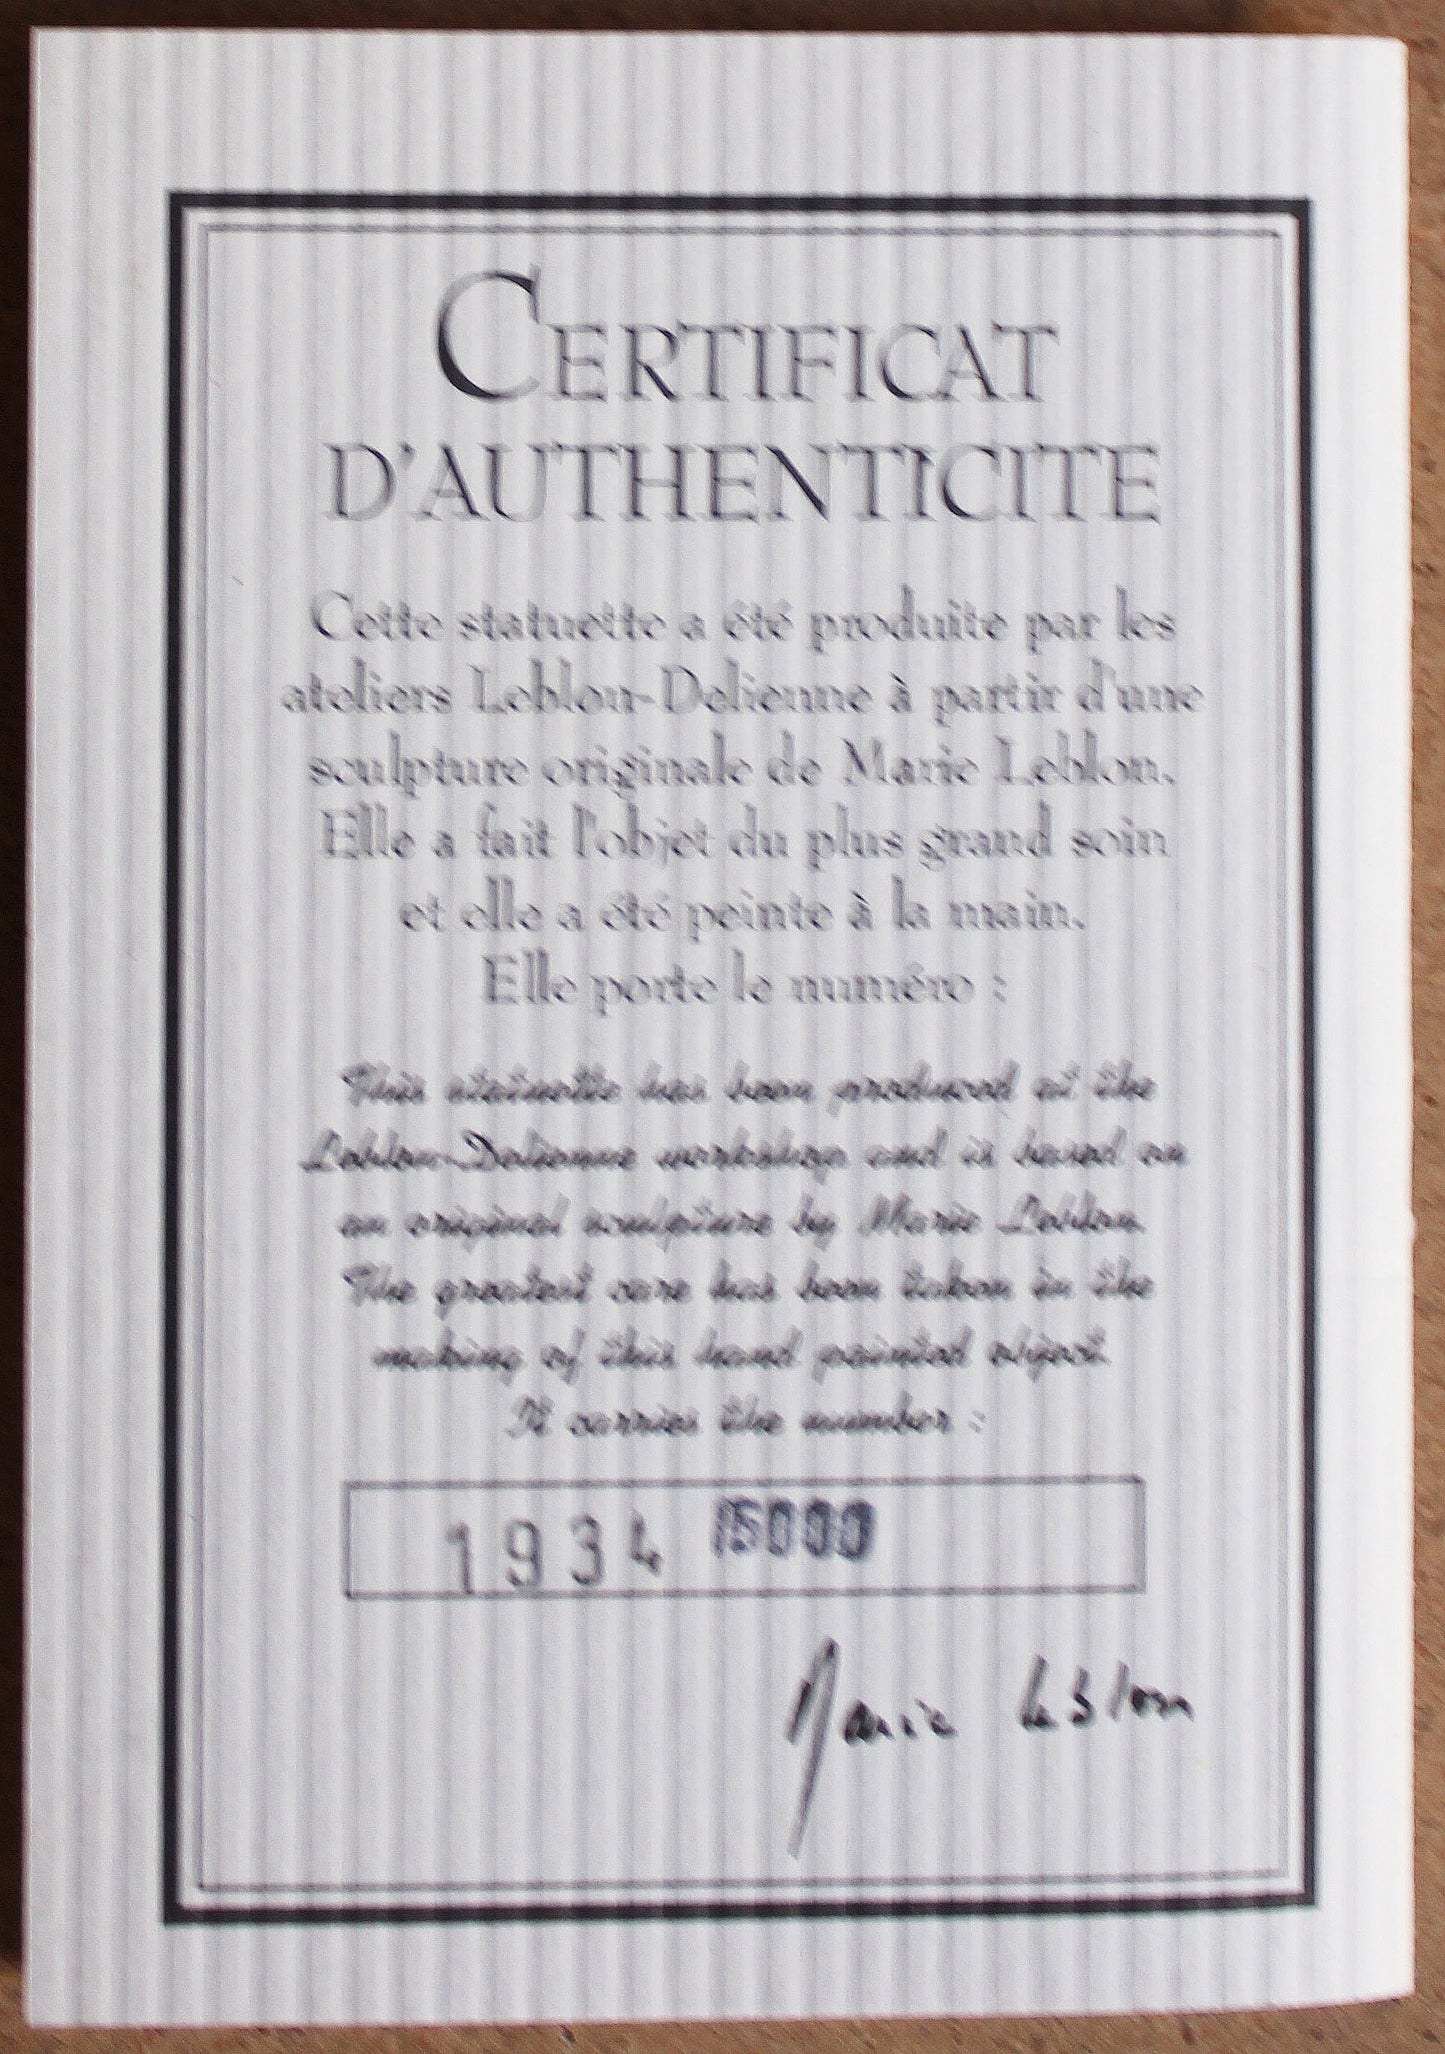 CERTIFICAT
D'AUTHENTICITE
Cette statuette a été produite par les
ateliers Leblon-Delienne à partir d'une
sculpture originale de Marie Leblon.
Elle a fait l'objet du plus grand soin
et elle a été peinte à la main.
Elle porte le numéro :
This statuette has been produced at the
Leblon-Delienne workshop and is based on
an original sculpture by Marie Leblon.
The greatest care has been taken in the
making of this hand painted object.
It carries the number :
1934 15000
Marie Leblon